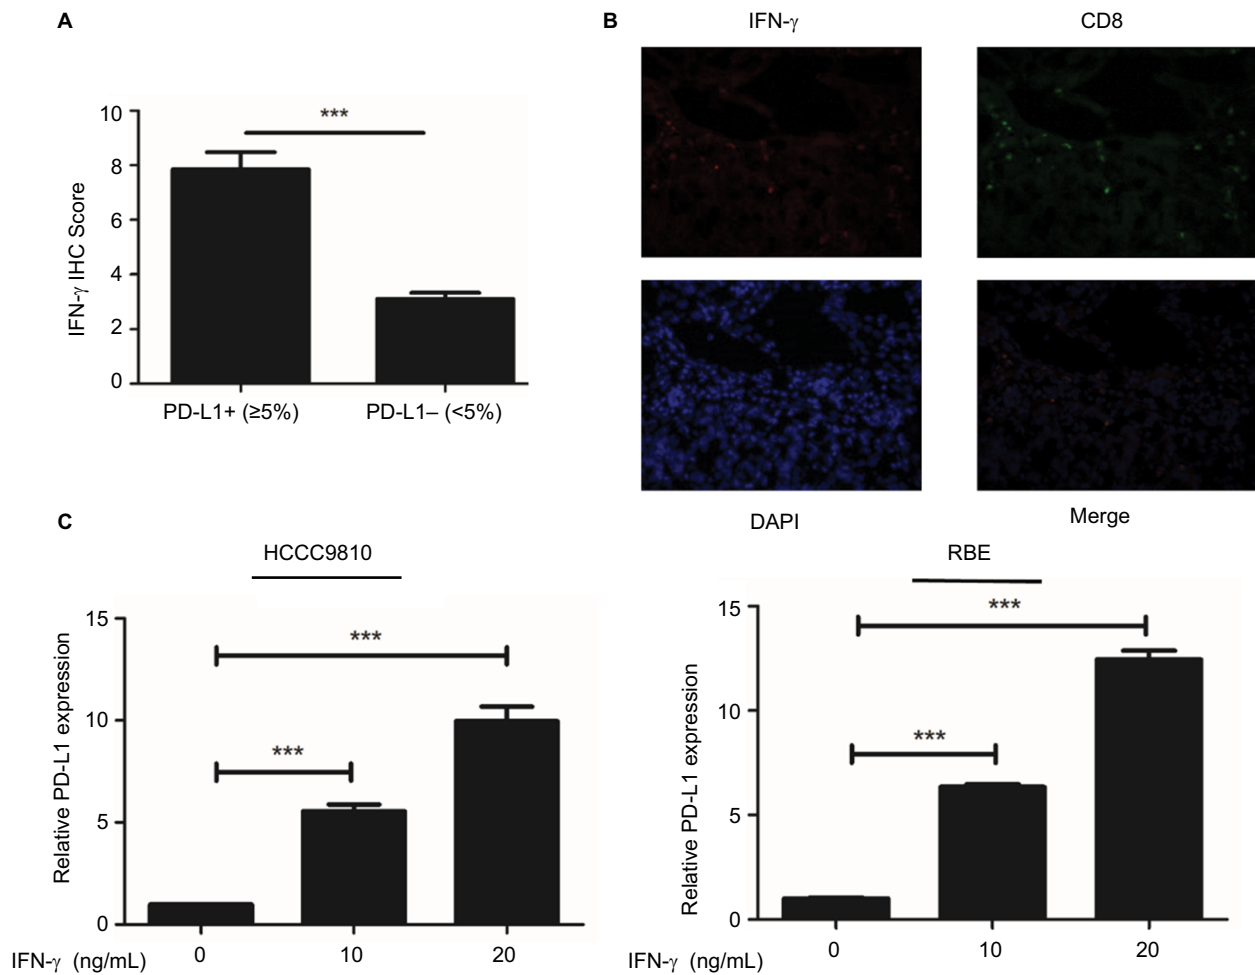 A
IFN-γ IHC Score
10
8
6
4
2
0
***
PD-L1+ (≥5%)
PD-L1– (<5%)
B
IFN-γ
CD8
DAPI
Merge
C
HCCC9810
Relative PD-L1 expression
15
10
5
0
***
***
IFN-γ (ng/mL)
0
10
20
RBE
Relative PD-L1 expression
15
10
5
0
***
***
IFN-γ (ng/mL)
0
10
20